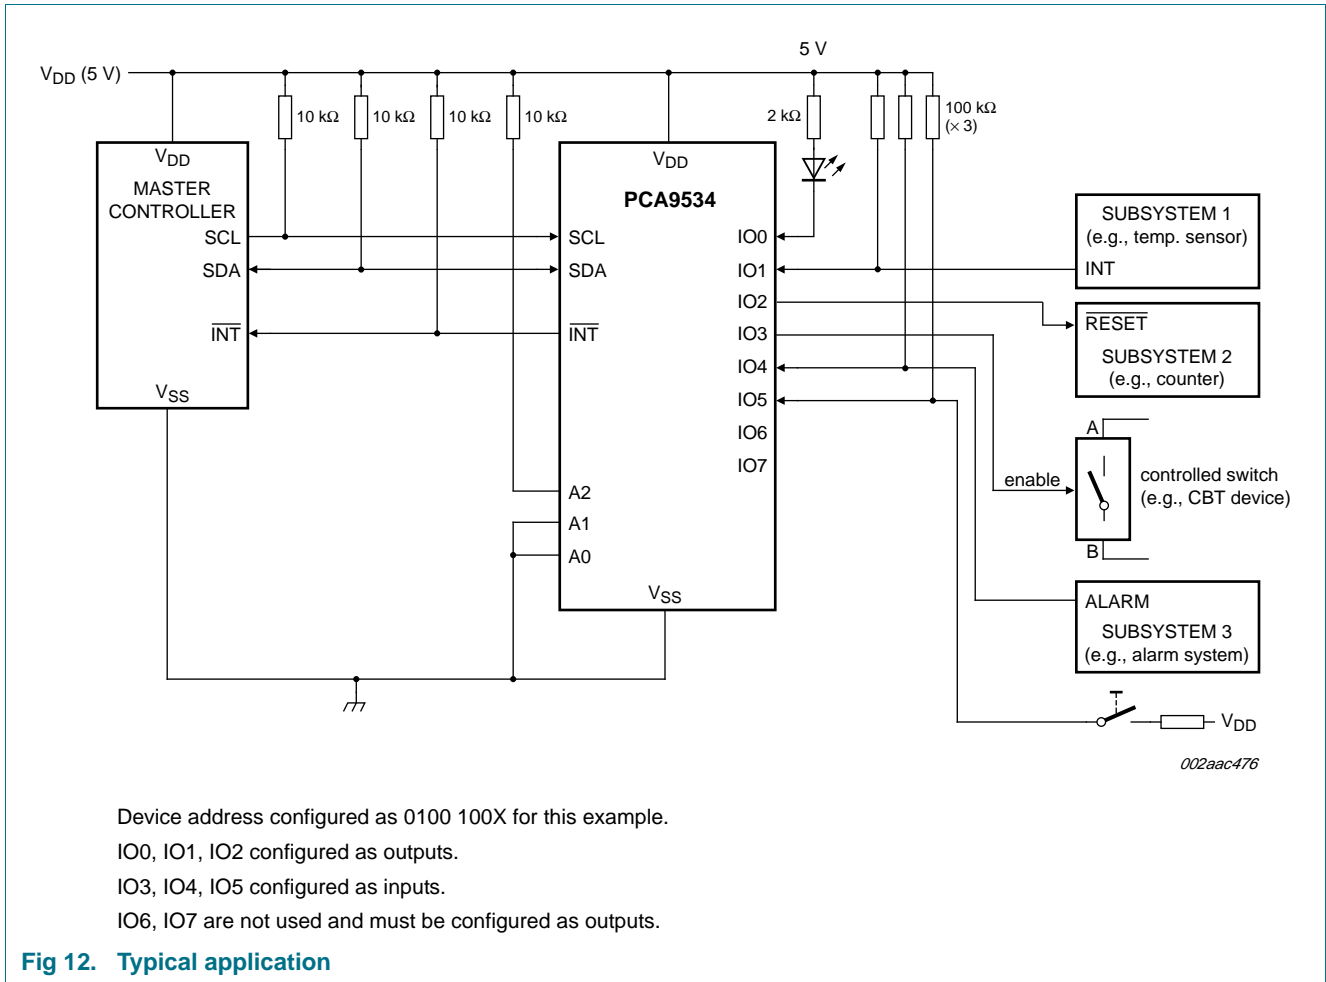 5 V
VDD (5 V)
10 kΩ
10 kΩ
10 kΩ
10 kΩ
2 kΩ
100 kΩ
(× 3)
VDD
MASTER
CONTROLLER
SCL
SDA
INT
VSS
VDD
PCA9534
SCL
SDA
INT
A2
A1
A0
VSS
IO0
IO1
IO2
IO3
IO4
IO5
IO6
IO7
SUBSYSTEM 1
(e.g., temp. sensor)
INT
RESET
SUBSYSTEM 2
(e.g., counter)
A
enable
controlled switch
(e.g., CBT device)
B
ALARM
SUBSYSTEM 3
(e.g., alarm system)
VDD
002aac476
Device address configured as 0100 100X for this example.
IO0, IO1, IO2 configured as outputs.
IO3, IO4, IO5 configured as inputs.
IO6, IO7 are not used and must be configured as outputs.
Fig 12. Typical application